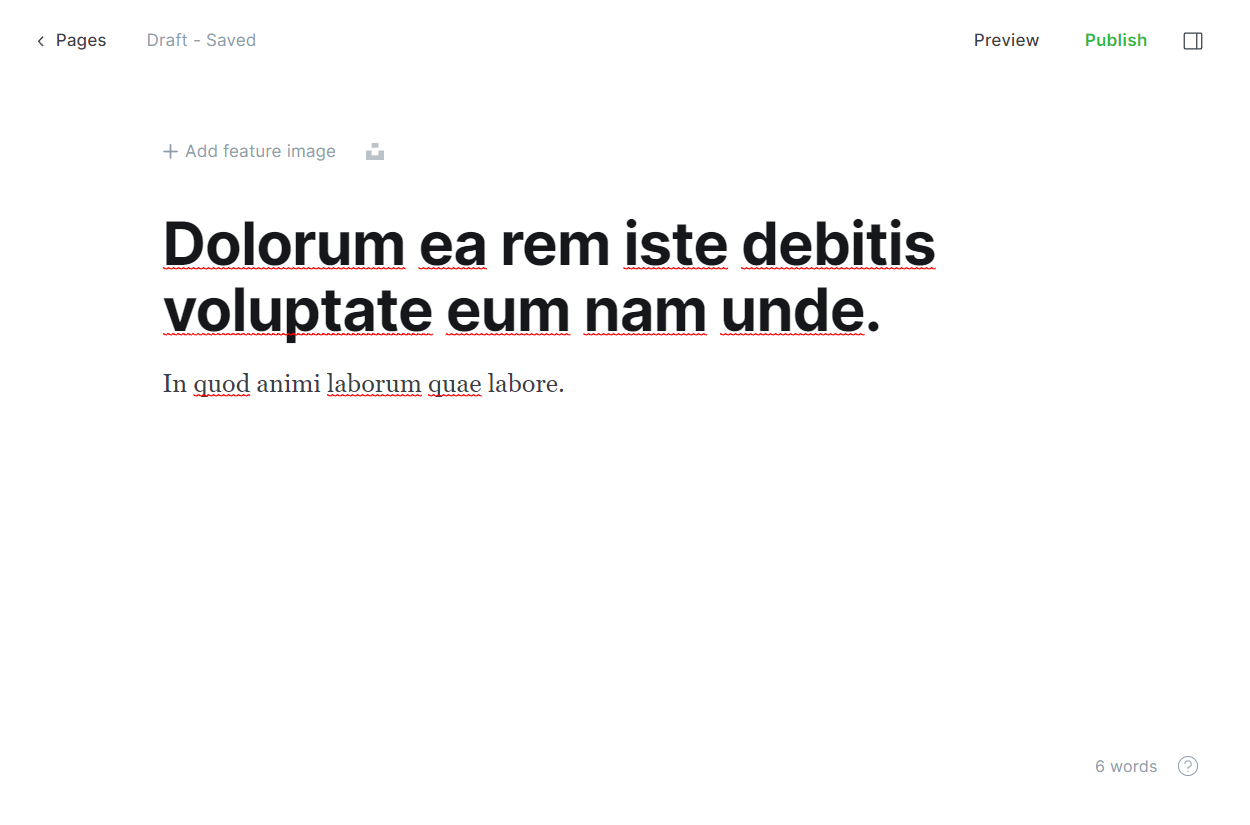 Pages Draft - Saved Preview Publish
Add feature image
Dolorum ea rem iste debitis
voluptate eum nam unde.
In quod animi laborum quae labore.
6 words ?